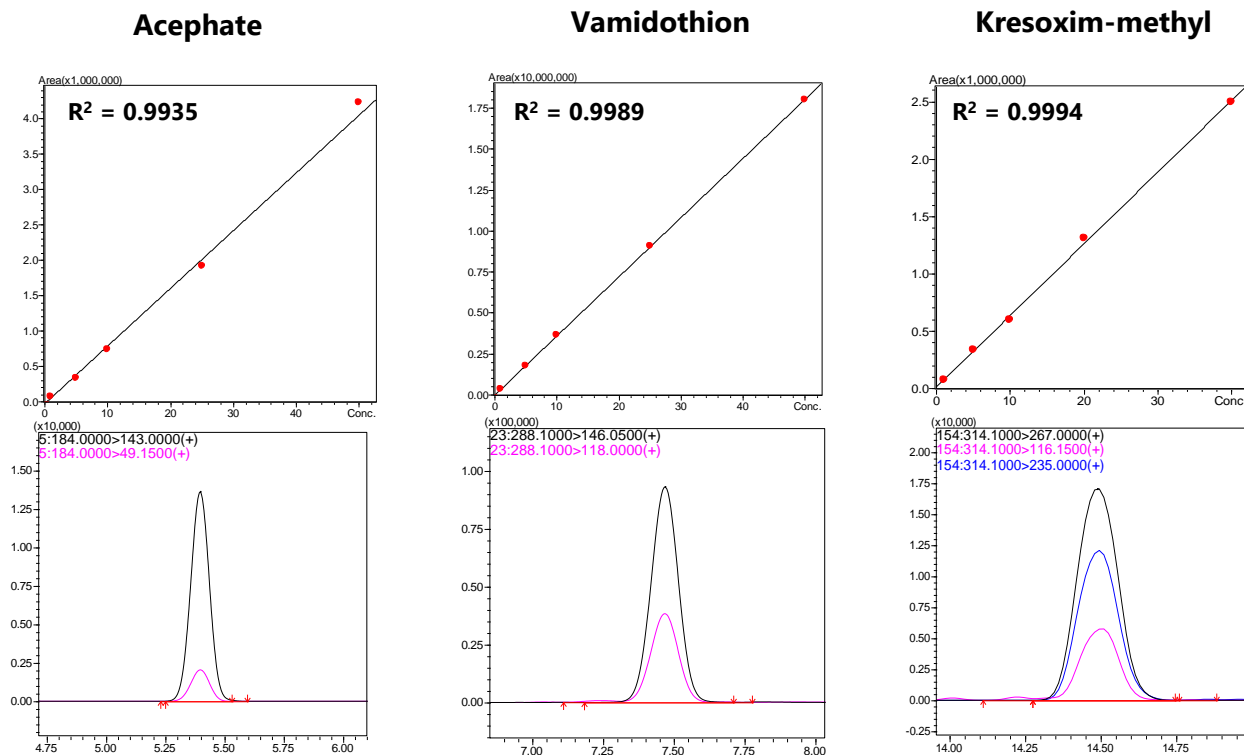 Acephate
Area(x1,000,000)
R² = 0.9935
4.0
3.5
3.0
2.5
2.0
1.5
1.0
0.5
0.0
0 10 20 30 40 Conc.
(x10,000)
5:184.0000>143.0000(+)
5:184.0000>49.1500(+)
1.50
1.25
1.00
0.75
0.50
0.25
0.00
4.75 5.00 5.25 5.50 5.75 6.00
Vamidothion
Area(x10,000,000)
R² = 0.9989
1.75
1.50
1.25
1.00
0.75
0.50
0.25
0.00
0 10 20 30 40 Conc.
(x100,000)
23:288.1000>146.0500(+)
23:288.1000>118.0000(+)
1.00
0.75
0.50
0.25
0.00
7.00 7.25 7.50 7.75 8.00
Kresoxim-methyl
Area(x1,000,000)
R² = 0.9994
2.5
2.0
1.5
1.0
0.5
0.0
0 10 20 30
(x10,000)
154:314.1000>267.0000(+)
154:314.1000>116.1500(+)
154:314.1000>235.0000(+)
2.00
1.75
1.50
1.25
1.00
0.75
0.50
0.25
0.00
-0.25
14.00 14.25 14.50 14.75